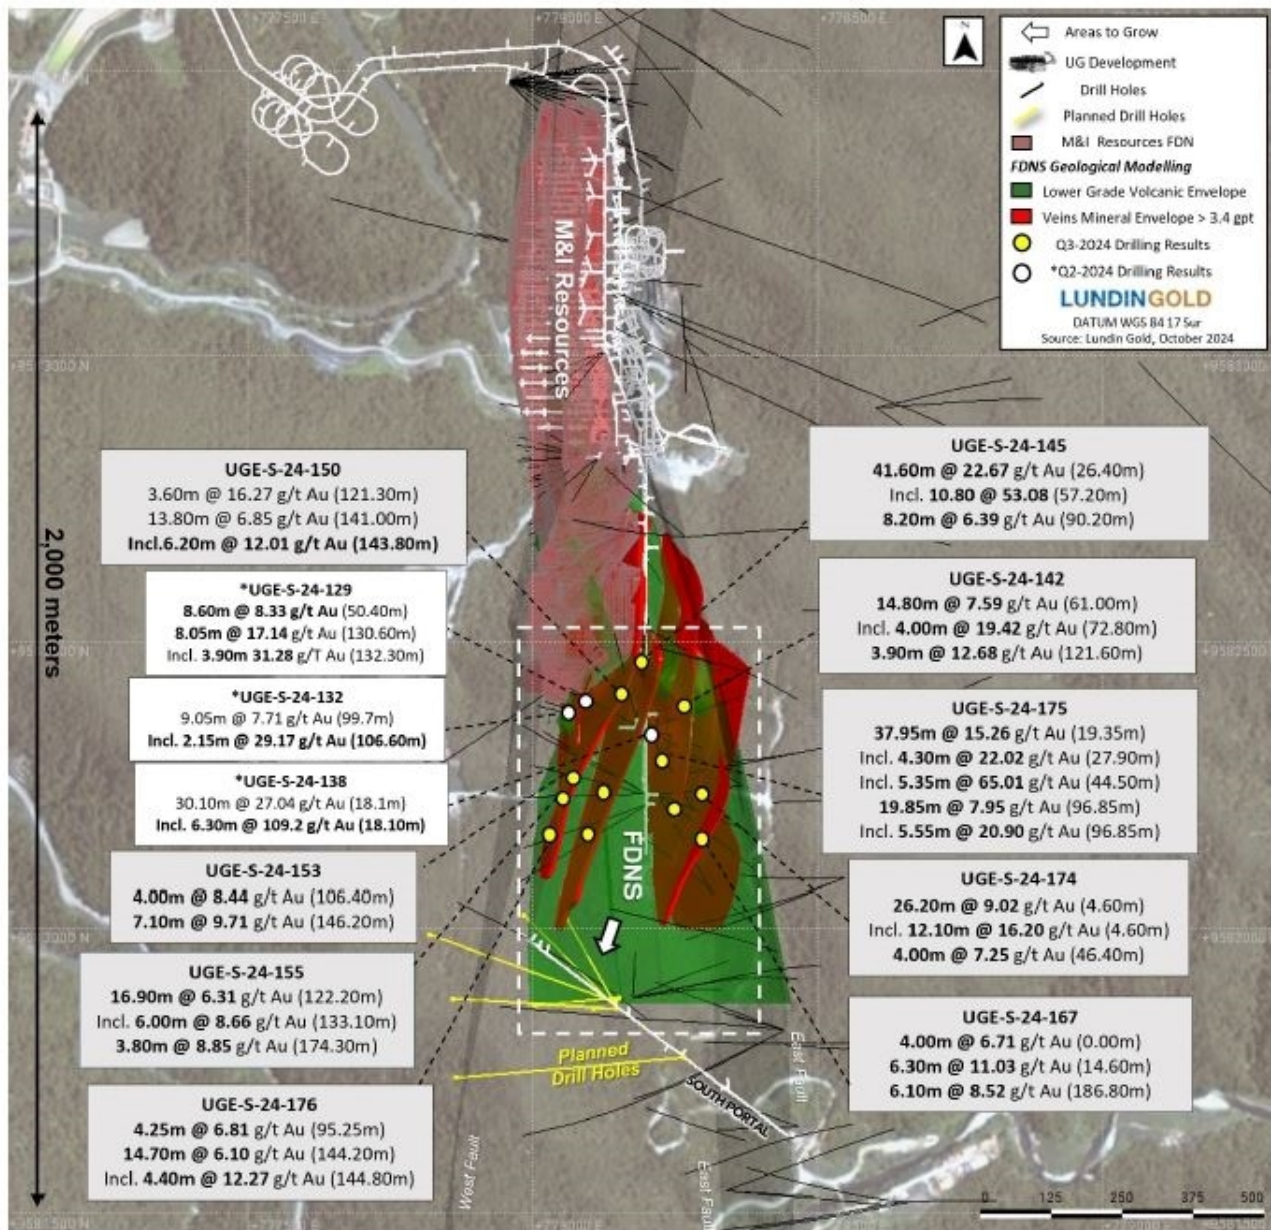 +777500 E
+778000 E
+778500 E
N
Areas to Grow
UG Development
Drill Holes
Planned Drill Holes
M&I Resources FDN
FDNS Geological Modelling
Lower Grade Volcanic Envelope
Veins Mineral Envelope > 3.4 gpt
Q3-2024 Drilling Results
*Q2-2024 Drilling Results
LUNDINGOLD
DATUM WGS 84 17 Sur
Source: Lundin Gold, October 2024
+9583000 N
+9583000 N
M&I Resources
2,000 meters
UGE-S-24-150
3.60m @ 16.27 g/t Au (121.30m)
13.80m @ 6.85 g/t Au (141.00m)
Incl.6.20m @ 12.01 g/t Au (143.80m)
*UGE-S-24-129
8.60m @ 8.33 g/t Au (50.40m)
8.05m @ 17.14 g/t Au (130.60m)
Incl. 3.90m 31.28 g/T Au (132.30m)
*UGE-S-24-132
9.05m @ 7.71 g/t Au (99.7m)
Incl. 2.15m @ 29.17 g/t Au (106.60m)
*UGE-S-24-138
30.10m @ 27.04 g/t Au (18.1m)
Incl. 6.30m @ 109.2 g/t Au (18.10m)
UGE-S-24-153
4.00m @ 8.44 g/t Au (106.40m)
7.10m @ 9.71 g/t Au (146.20m)
UGE-S-24-155
16.90m @ 6.31 g/t Au (122.20m)
Incl. 6.00m @ 8.66 g/t Au (133.10m)
3.80m @ 8.85 g/t Au (174.30m)
UGE-S-24-176
4.25m @ 6.81 g/t Au (95.25m)
14.70m @ 6.10 g/t Au (144.20m)
Incl. 4.40m @ 12.27 g/t Au (144.80m)
UGE-S-24-145
41.60m @ 22.67 g/t Au (26.40m)
Incl. 10.80 @ 53.08 (57.20m)
8.20m @ 6.39 g/t Au (90.20m)
UGE-S-24-142
14.80m @ 7.59 g/t Au (61.00m)
Incl. 4.00m @ 19.42 g/t Au (72.80m)
3.90m @ 12.68 g/t Au (121.60m)
+9582500 N
UGE-S-24-175
37.95m @ 15.26 g/t Au (19.35m)
Incl. 4.30m @ 22.02 g/t Au (27.90m)
Incl. 5.35m @ 65.01 g/t Au (44.50m)
19.85m @ 7.95 g/t Au (96.85m)
Incl. 5.55m @ 20.90 g/t Au (96.85m)
UGE-S-24-174
26.20m @ 9.02 g/t Au (4.60m)
Incl. 12.10m @ 16.20 g/t Au (4.60m)
4.00m @ 7.25 g/t Au (46.40m)
+9582000 N
UGE-S-24-167
4.00m @ 6.71 g/t Au (0.00m)
6.30m @ 11.03 g/t Au (14.60m)
6.10m @ 8.52 g/t Au (186.80m)
FDNS
Planned
Drill Holes
SOUTH PORTAL
East Fault
East Fault
West Fault
0 125 250 375 500
+9581500 N
+778000 E